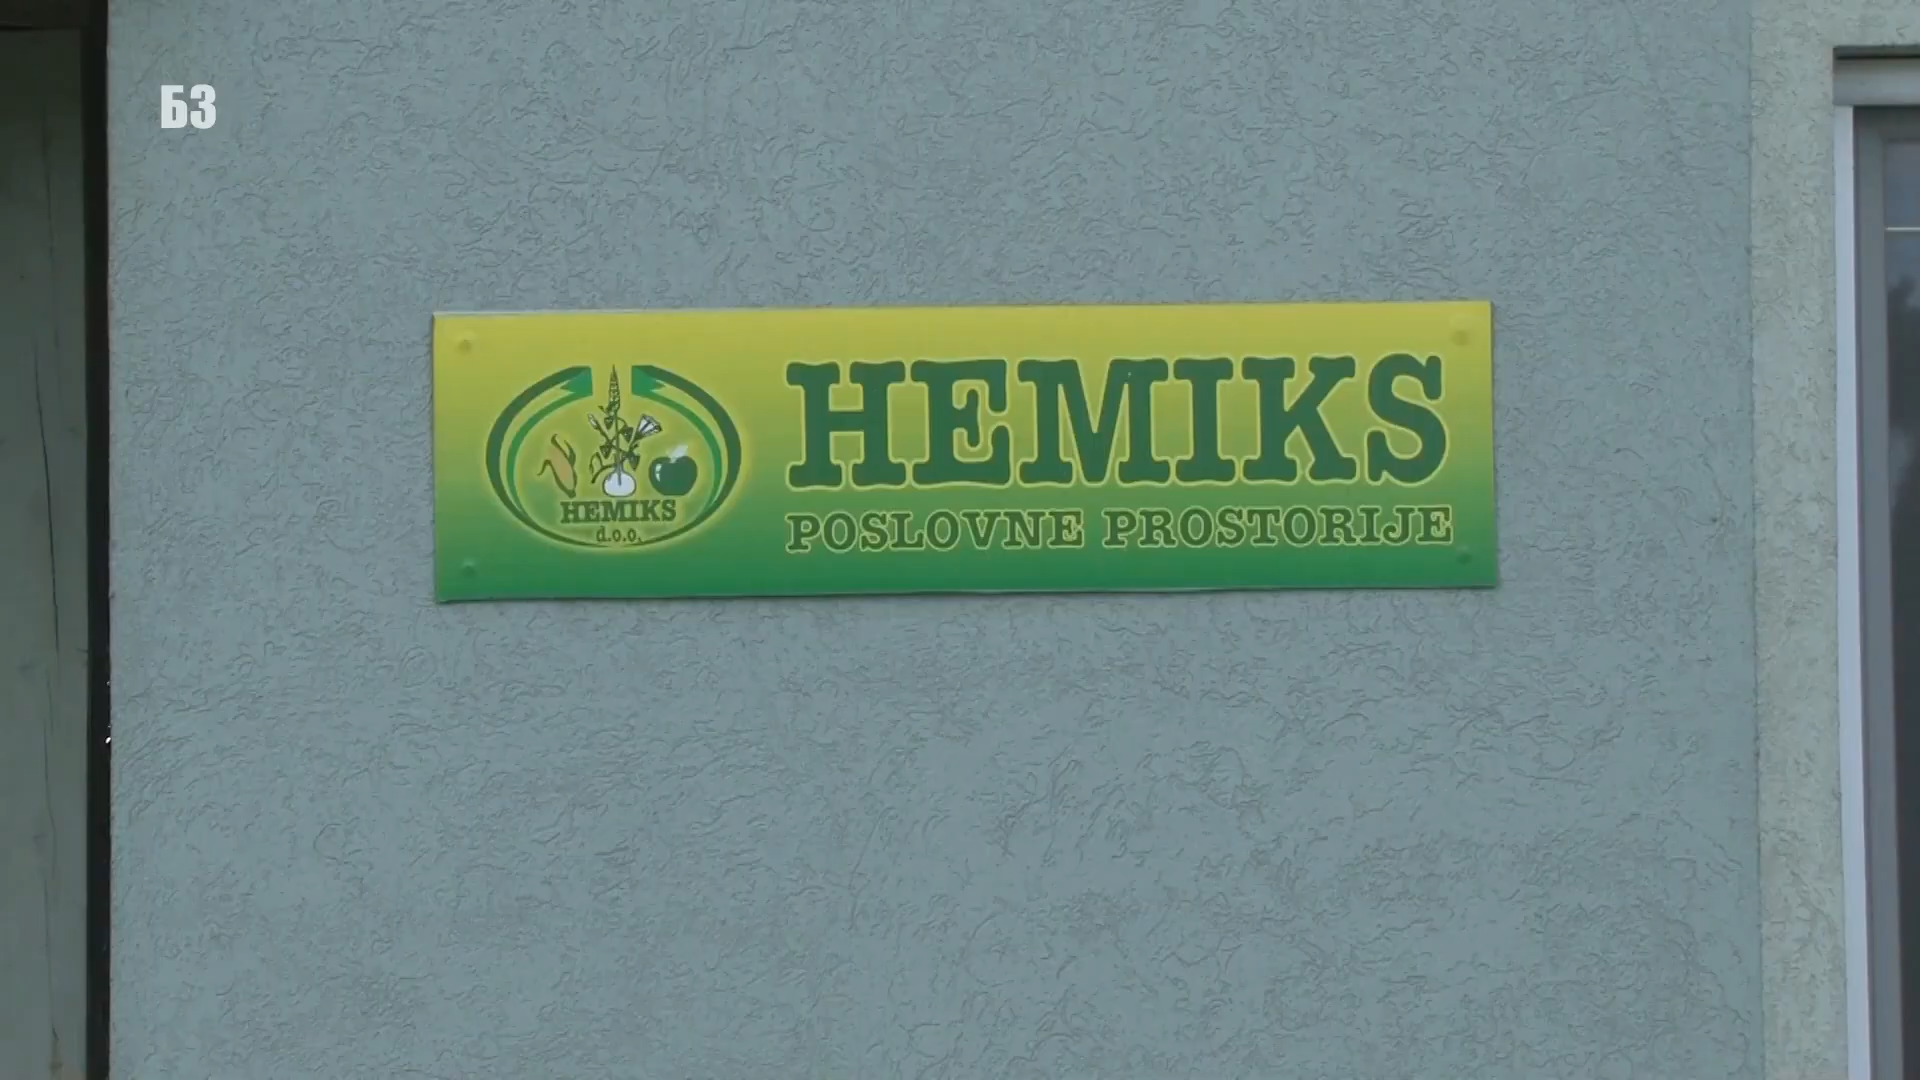 БЗ
HEMIKS
d.o.o.
HEMIKS
POSLOVNE PROSTORIJE